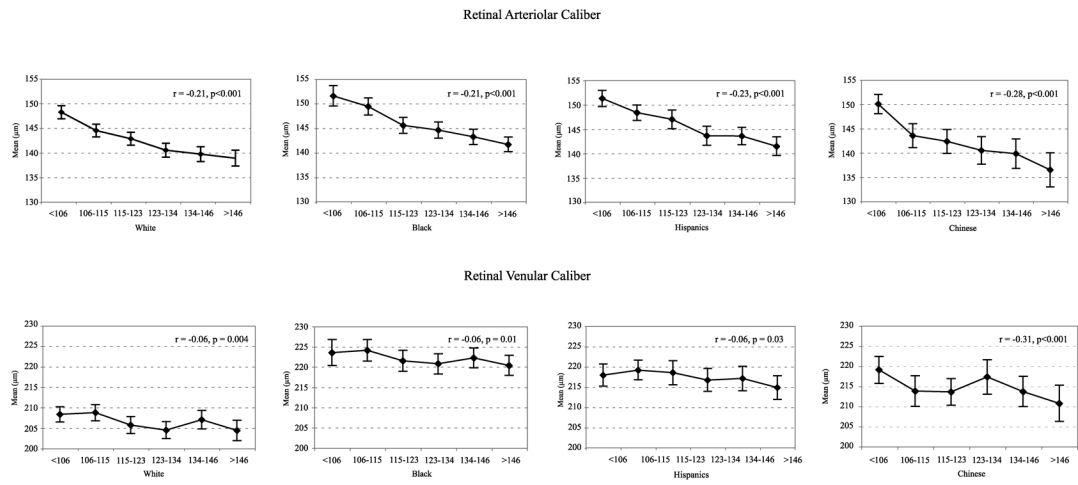 Retinal Arteriolar Caliber
155
150
145
140
135
130
Mean (µm)
r = -0.21, p<0.001
<106 106-115 115-123 123-134 134-146 >146
White
155
150
145
140
135
130
Mean (µm)
r = -0.21, p<0.001
<106 106-115 115-123 123-134 134-146 >146
Black
155
150
145
140
135
130
Mean (µm)
r = -0.23, p<0.001
<106 106-115 115-123 123-134 134-146 >146
Hispanics
155
150
145
140
135
130
Mean (µm)
r = -0.28, p<0.001
<106 106-115 115-123 123-134 134-146 >146
Chinese
Retinal Venular Caliber
230
225
220
215
210
205
200
Mean (µm)
r = -0.06, p = 0.004
<106 106-115 115-123 123-134 134-146 >146
White
230
225
220
215
210
205
200
Mean (µm)
r = -0.06, p = 0.01
<106 106-115 115-123 123-134 134-146 >146
Black
230
225
220
215
210
205
200
Mean (µm)
r = -0.06, p = 0.03
<106 106-115 115-123 123-134 134-146 >146
Hispanics
230
225
220
215
210
205
200
Mean (µm)
r = -0.31, p<0.001
<106 106-115 115-123 123-134 134-146 >146
Chinese